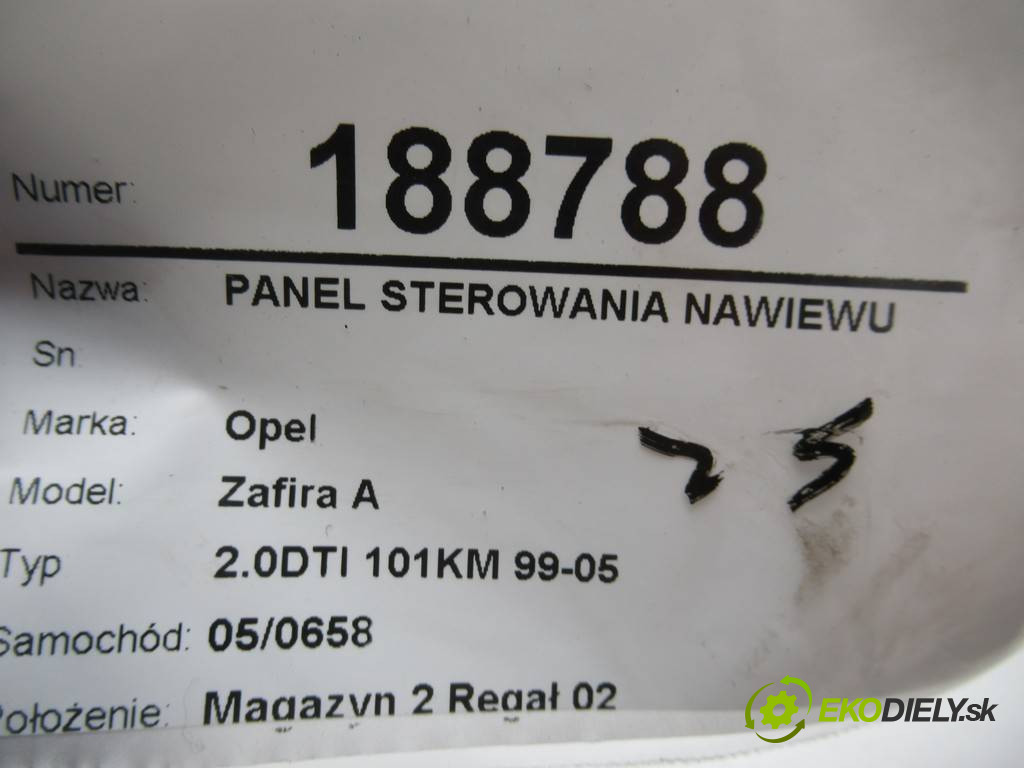 Numer: 188788
Nazwa: PANEL STEROWANIA NAWIEWU
Sn
Marka: Opel
Model: Zafira A
Typ 2.0DTI 101KM 99-05
Samochód: 05/0658
Położenie: Magazyn 2 Regał 02
25
EKODIELY.sk